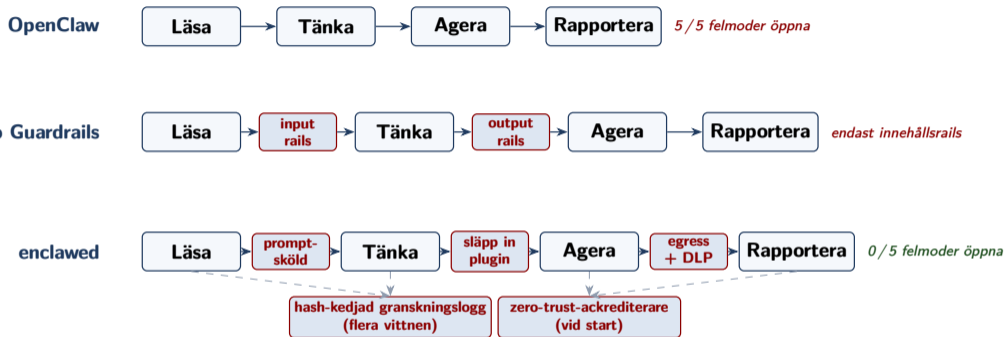 OpenClaw Läsa Tänka Agera Rapportera 5 / 5 felmoder öppna
Guardrails Läsa input rails Tänka output rails Agera Rapportera endast innehållsrails
enclawed Läsa prompt-sköld Tänka släpp in plugin Agera egress + DLP Rapportera 0 / 5 felmoder öppna
hash-kedjad granskningslogg
(flera vittnen)
zero-trust-ackrediterare
(vid start)